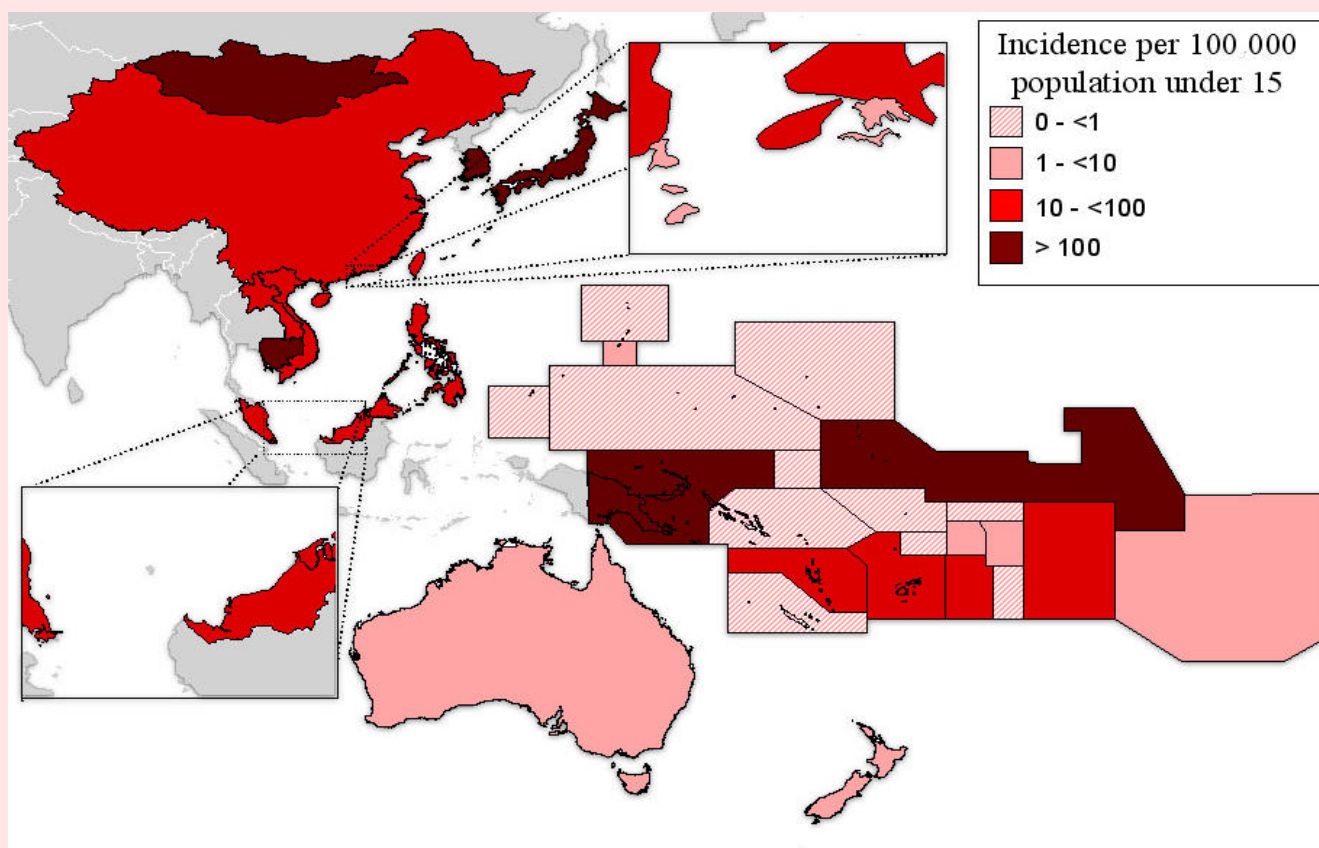 Incidence per 100 000
population under 15
0 - <1
1 - <10
10 - <100
> 100